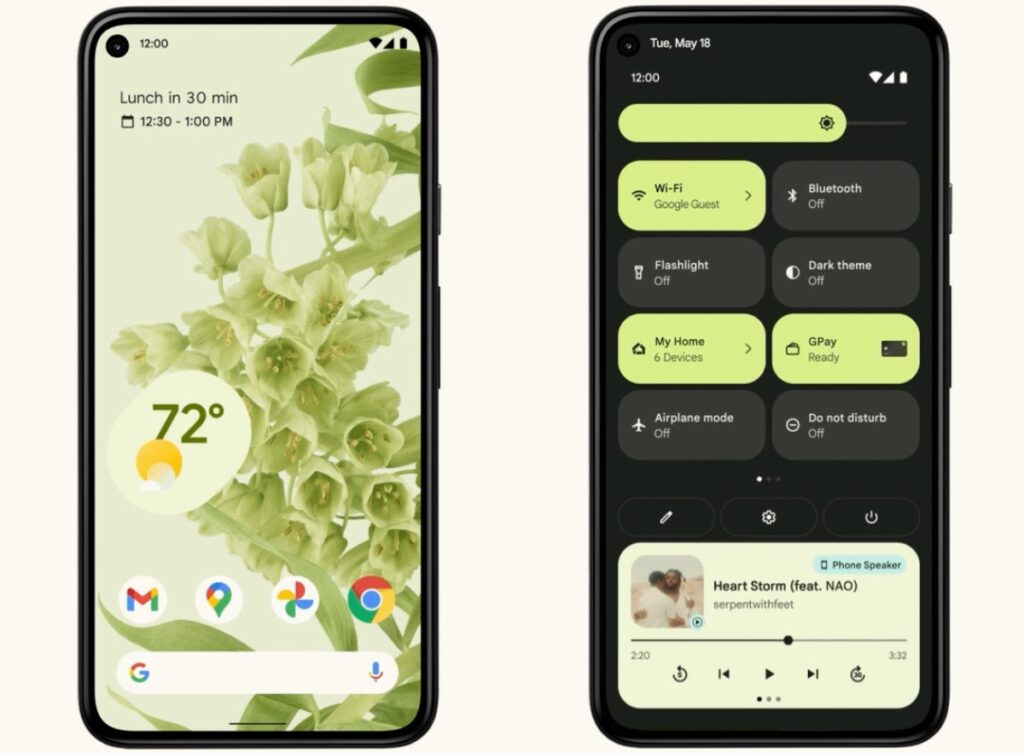 12:00
Lunch in 30 min
12:30 - 1:00 PM
72°
G
Tue, May 18
12:00
Wi-Fi
Google Guest
Bluetooth
Off
Flashlight
Off
Dark theme
Off
My Home
6 Devices
GPay
Ready
Airplane mode
Off
Do not disturb
Off
Phone Speaker
Heart Storm (feat. NAO)
serpentwithfeet
2:20
3:32
5
30